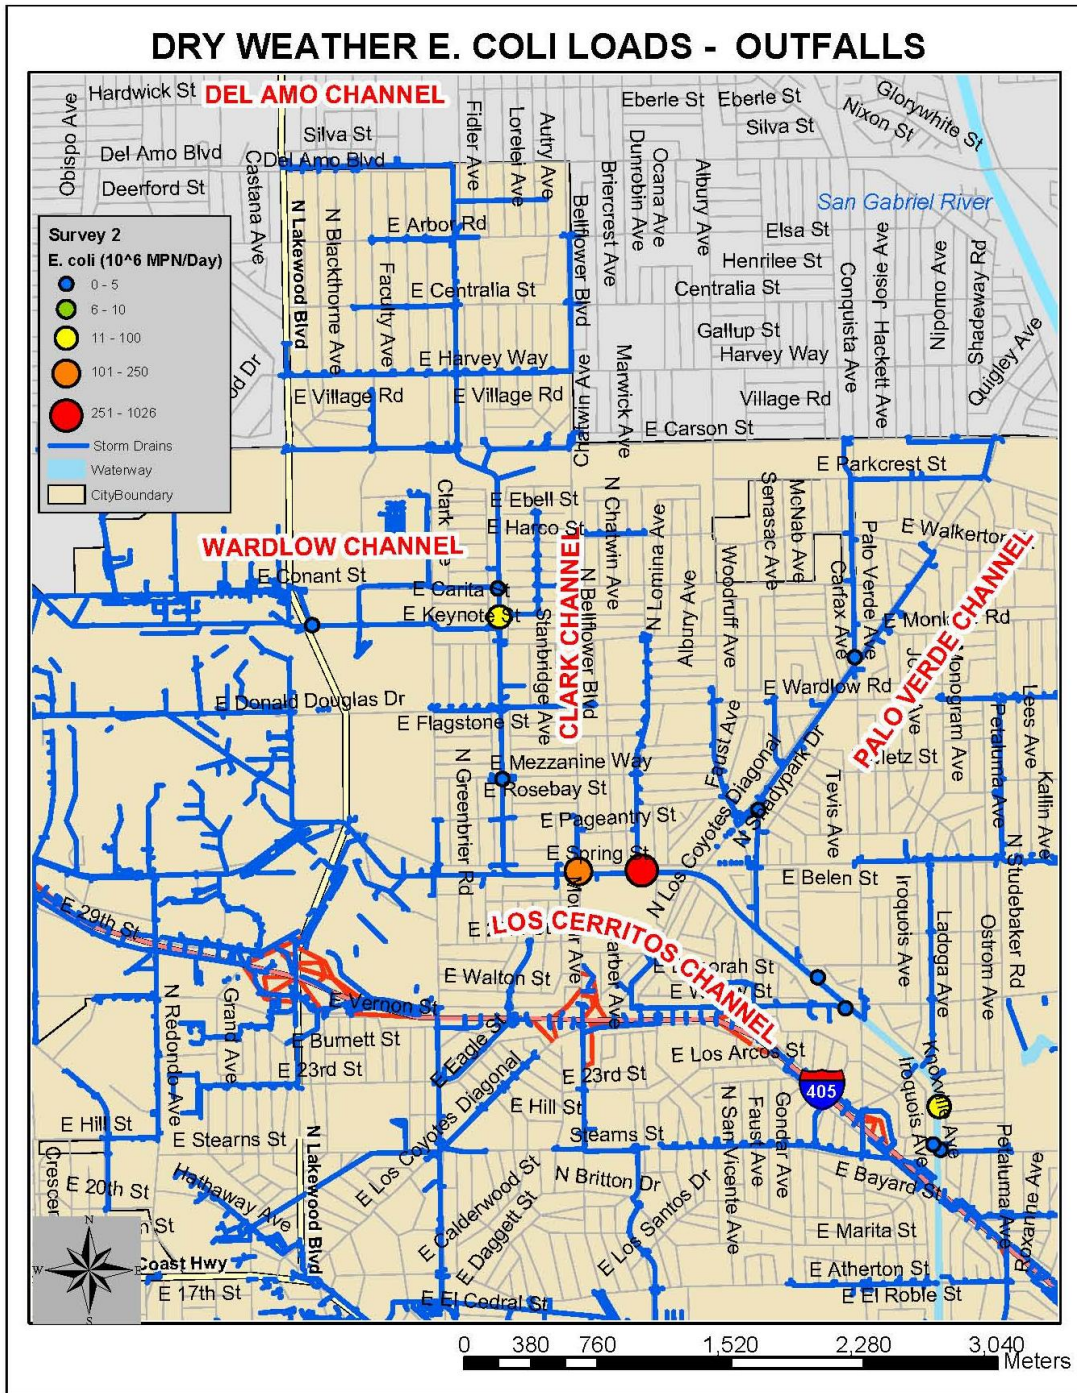 DRY WEATHER E. COLI LOADS - OUTFALLS
Hardwick St
DEL AMO CHANNEL
Obispo Ave
Fidler Ave
Lorelei Ave
Autry Ave
Eberle St
Eberle St
Glorywhite St
Nixon St
Silva St
Silva St
Del Amo Blvd
Del Amo Blvd
Castana Ave
Deerford St
Bellflower Blvd
Briercrest Ave
Dunrobin Ave
Ocana Ave
Albury Ave
San Gabriel River
N Lakewood Blvd
N Blackthorne Ave
E Arbor Rd
Elsa St
Josie Ave
Henrilee St
Nipomo Ave
Shadeway Rd
Survey 2
E. coli (10^6 MPN/Day)
0 - 5
6 - 10
11 - 100
101 - 250
251 - 1026
Storm Drains
Waterway
CityBoundary
Faculty Ave
E Centralia St
Centralia St
Conquista Ave
Hackett Ave
Gallup St
Quigley Ave
E Harvey Way
Harvey Way
Marwick Ave
E Village Rd
E Village Rd
Village Rd
E Carson St
E Parkcrest St
E Ebell St
N Chatwin Ave
Senasac Ave
McNab Ave
E Harco St
N Lomina Ave
WARDLOW CHANNEL
E Conant St
E Carita St
E Keynote St
CLARK CHANNEL
N Bellflower Blvd
Stanbridge Ave
Albury Ave
Woodruff Ave
Carfax Ave
Palo Verde Ave
PALO VERDE CHANNEL
E Donald Douglas Dr
E Flagstone St
E Wardlow Rd
Monogram Ave
Petaluma Ave
Lees Ave
Kallin Ave
N Greenbrier Rd
E Mezzanine Way
E Rosebay St
E Pageantry St
E Spring St
Faust Ave
N Los Coyotes Diagonal
N Shadypark Dr
Tevis Ave
E Belen St
N Studebaker Rd
E 29th St
LOS CERRITOS CHANNEL
E Walton St
Iroquois Ave
Ladoga Ave
Ostrom Ave
N Redondo Ave
Grand Ave
E Vernon St
E Burnett St
E 23rd St
E Eagle St
E Los Coyotes Diagonal
E 23rd St
E Los Arcos St
405
Knoxville Ave
Iroquois Ave
E Hill St
E Hill St
E Stearns St
Stearns St
N Lakewood Blvd
N San Vicente Ave
Faust Ave
Gondar Ave
Petaluma Ave
Roxanne Ave
E 20th St
Hathaway Ave
E Los Coyotes Diagonal
E Calderwood St
E Daggett St
N Britton Dr
E Los Santos Dr
E Bayard St
E Marita St
Coast Hwy
E 17th St
E El Cedral St
E Atherton St
E El Roble St
N
W
E
S
0 380 760 1,520 2,280 3,040
Meters